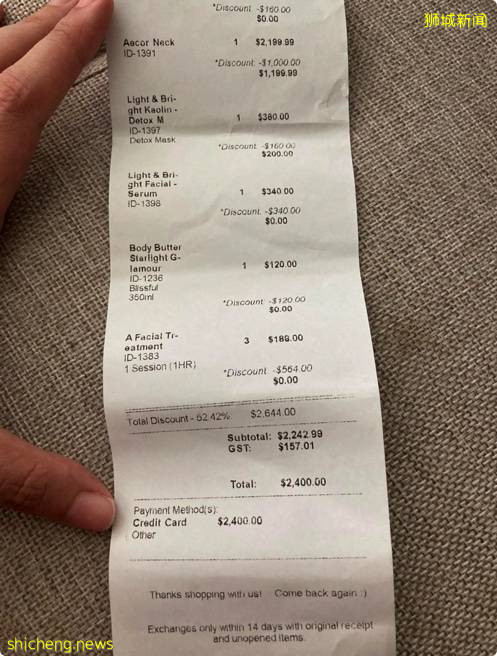 狮城新闻
*Discount -$160.00
$0.00
Aecor Neck 1 $2,199.99
ID-1391
*Discount: -$1,000.00
$1,199.99
Light & Bri-
ght Kaolin -
Detox M 1 $360.00
ID-1397
Detox Mask
*Discount: -$160.00
$200.00
Light & Bri-
ght Facial -
Serum 1 $340.00
ID-1398
*Discount: -$340.00
$0.00
Body Butter
Starlight G-
lamour 1 $120.00
ID-1236
Blissful
350ml
*Discount: -$120.00
$0.00
A Facial Tr-
eatment 3 $188.00
ID-1383
1 Session (1HR)
*Discount: -$564.00
$0.00
Total Discount - 52.42%: $2,644.00
Subtotal: $2,242.99
GST: $157.01
Total: $2,400.00
Payment Method(s):
Credit Card $2,400.00
Other
Thanks shopping with us! Come back again :)
Exchanges only within 14 days with original receipt
and unopened items.
shicheng.news